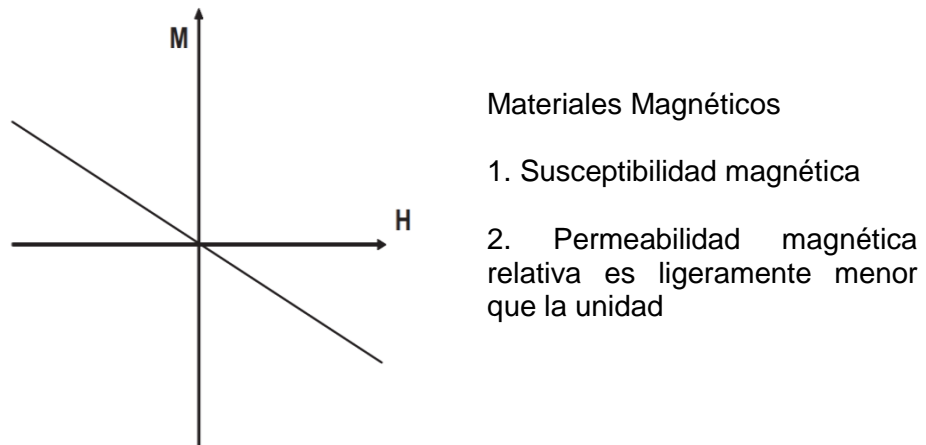 M
H
Materiales Magnéticos
1. Susceptibilidad magnética
2. Permeabilidad magnética
relativa es ligeramente menor
que la unidad